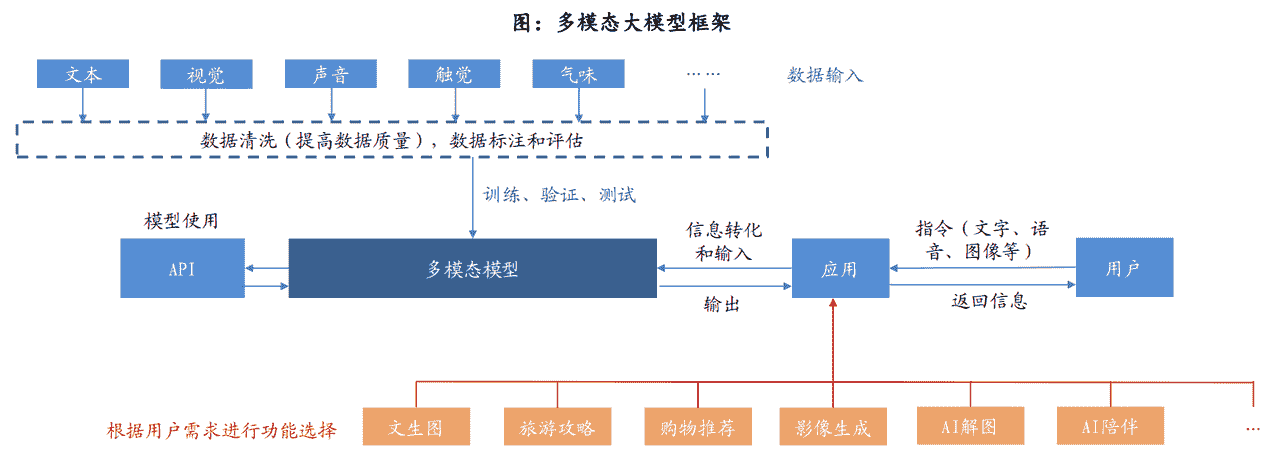 图：多模态大模型框架
文本
视觉
声音
触觉
气味
……
数据输入
数据清洗（提高数据质量），数据标注和评估
训练、验证、测试
模型使用
API
多模态模型
信息转化
和输入
输出
应用
指令（文字、语
音、图像等）
返回信息
用户
根据用户需求进行功能选择
文生图
旅游攻略
购物推荐
影像生成
AI解图
AI陪伴
…